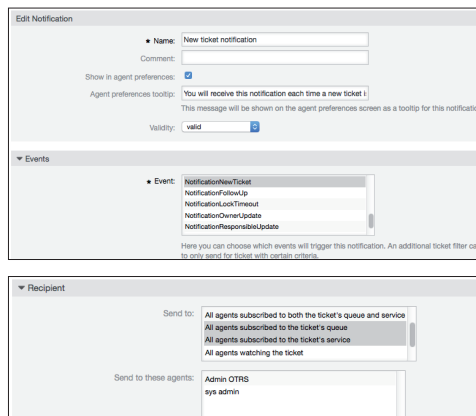 Edit Notification
★ Name: New ticket notification
Comment:
Show in agent preferences:
Agent preferences tooltip: You will receive this notification each time a new ticket i
This message will be shown on the agent preferences screen as a tooltip for this notificatio
Validity: valid
▼ Events
★ Event: NotificationNewTicket
NotificationFollowUp
NotificationLockTimeout
NotificationOwnerUpdate
NotificationResponsibleUpdate
Here you can choose which events will trigger this notification. An additional ticket filter ca
to only send for ticket with certain criteria.
▼ Recipient
Send to: All agents subscribed to both the ticket's queue and service
All agents subscribed to the ticket's queue
All agents subscribed to the ticket's service
All agents watching the ticket
Send to these agents: Admin OTRS
sys admin